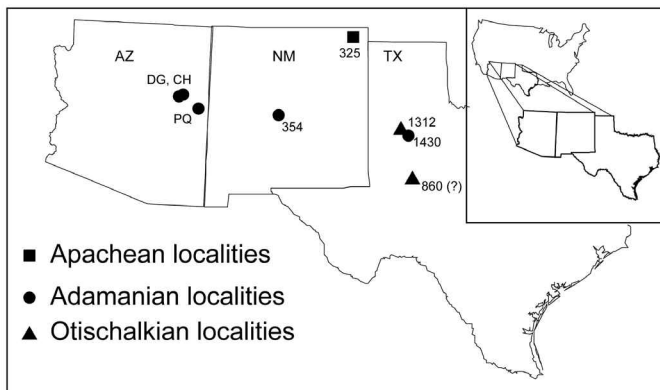 AZ
NM
TX
325
DG, CH
PQ
354
1312
1430
860 (?)
Apachean localities
Adamanian localities
Otischalkian localities